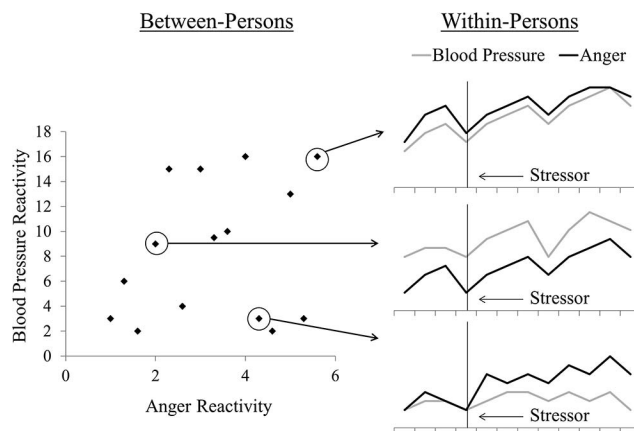 Between-Persons
Within-Persons
Blood Pressure Anger
18
16
14
12
10
8
6
4
2
0
Blood Pressure Reactivity
0 2 4 6
Anger Reactivity
Stressor
Stressor
Stressor